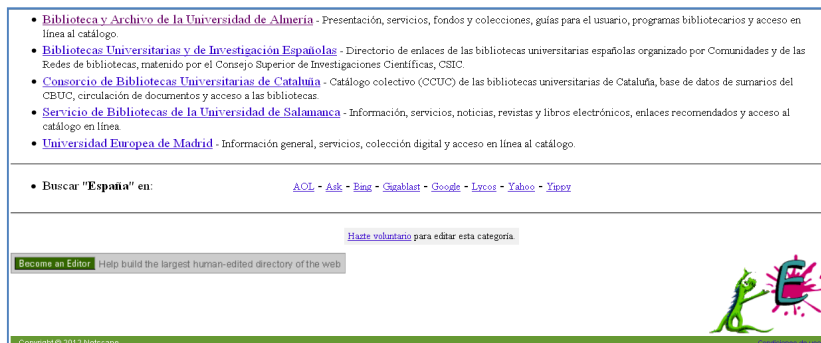 • Biblioteca y Archivo de la Universidad de Almería - Presentación, servicios, fondos y colecciones, guías para el usuario, programas bibliotecarios y acceso en
línea al catálogo.
• Bibliotecas Universitarias y de Investigación Españolas - Directorio de enlaces de las bibliotecas universitarias españolas organizado por Comunidades y de las
Redes de bibliotecas, matenido por el Consejo Superior de Investigaciones Científicas, CSIC.
• Consorcio de Bibliotecas Universitarias de Cataluña - Catálogo colectivo (CCUC) de las bibliotecas universitarias de Cataluña, base de datos de sumarios del
CBUC, circulación de documentos y acceso a las bibliotecas.
• Servicio de Bibliotecas de la Universidad de Salamanca - Información, servicios, noticias, revistas y libros electrónicos, enlaces recomendados y acceso al
catálogo en línea.
• Universidad Europea de Madrid - Información general, servicios, colección digital y acceso en línea al catálogo.
• Buscar "España" en: AOL - Ask - Bing - Gigablast - Google - Lycos - Yahoo - Yippy
Hazte voluntario para editar esta categoría.
Become an Editor Help build the largest human-edited directory of the web
E
Copyright © 2012 Netscape
Condiciones de uso